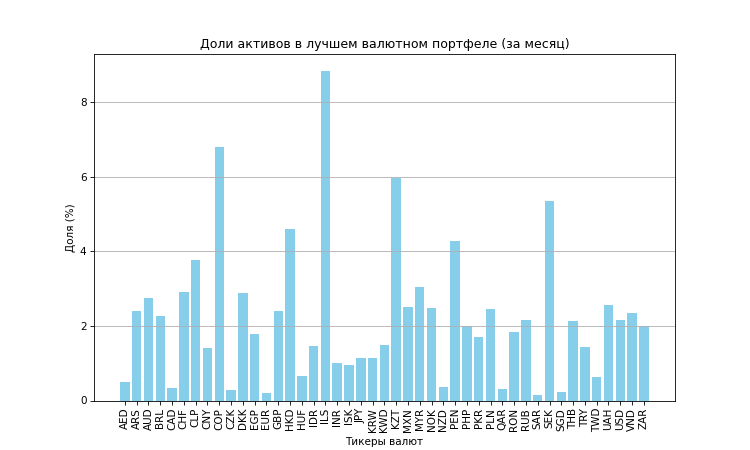 Доли активов в лучшем валютном портфеле (за месяц)
Доля (%)
8
6
4
2
0
AED
ARS
AUD
BRL
CAD
CHF
CLP
CNY
COP
CZK
DKK
EGP
EUR
GBP
HKD
HUF
IDR
ILS
INR
ISK
JPY
KRW
KWD
KZT
MXN
MYR
NOK
NZD
PEN
PHP
PKR
PLN
QAR
RON
RUB
SAR
SEK
SGD
THB
TRY
TWD
UAH
USD
VND
ZAR
Тикеры валют